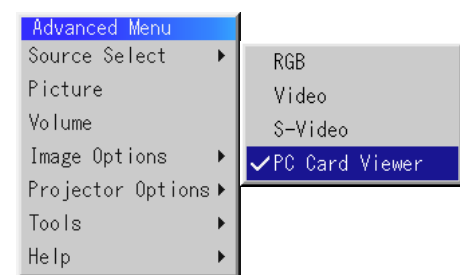 Advanced Menu
Source Select
Picture
Volume
Image Options
Projector Options
Tools
Help
RGB
Video
S-Video
PC Card Viewer